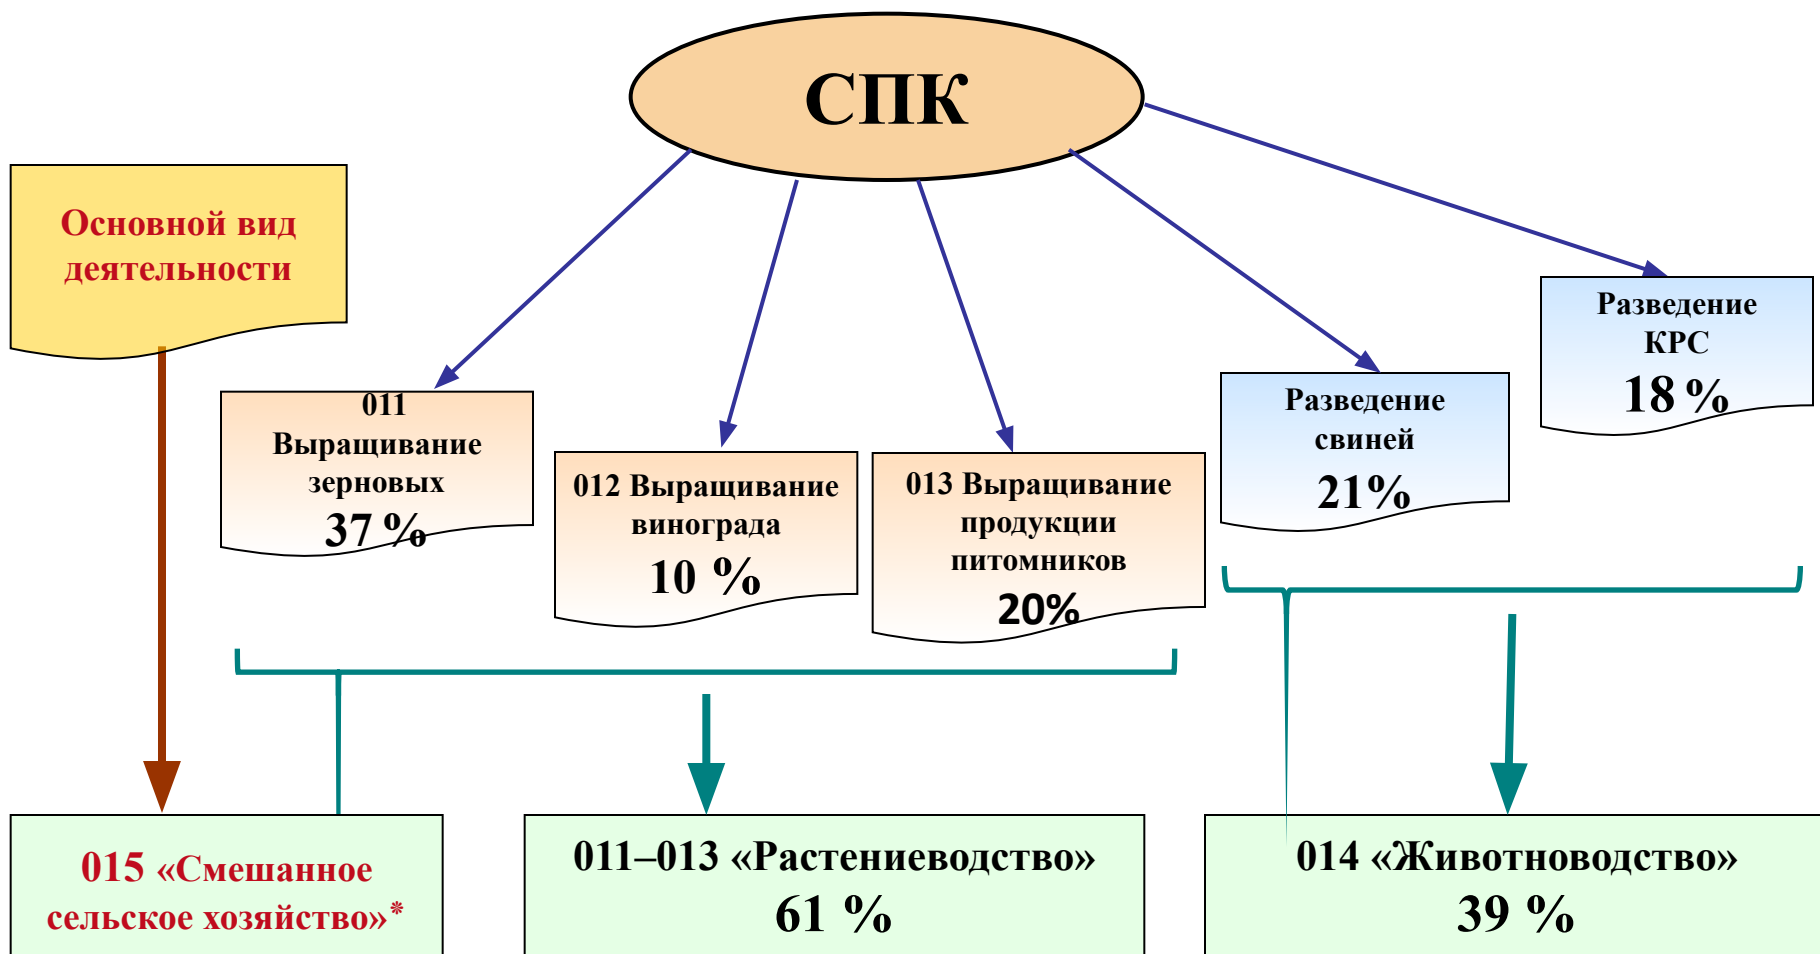 СПК
Основной вид
деятельности
011
Выращивание
зерновых
37 %
012 Выращивание
винограда
10 %
013 Выращивание
продукции
питомников
20%
Разведение
свиней
21%
Разведение
КРС
18 %
015 «Смешанное
сельское хозяйство»*
011–013 «Растениеводство»
61 %
014 «Животноводство»
39 %